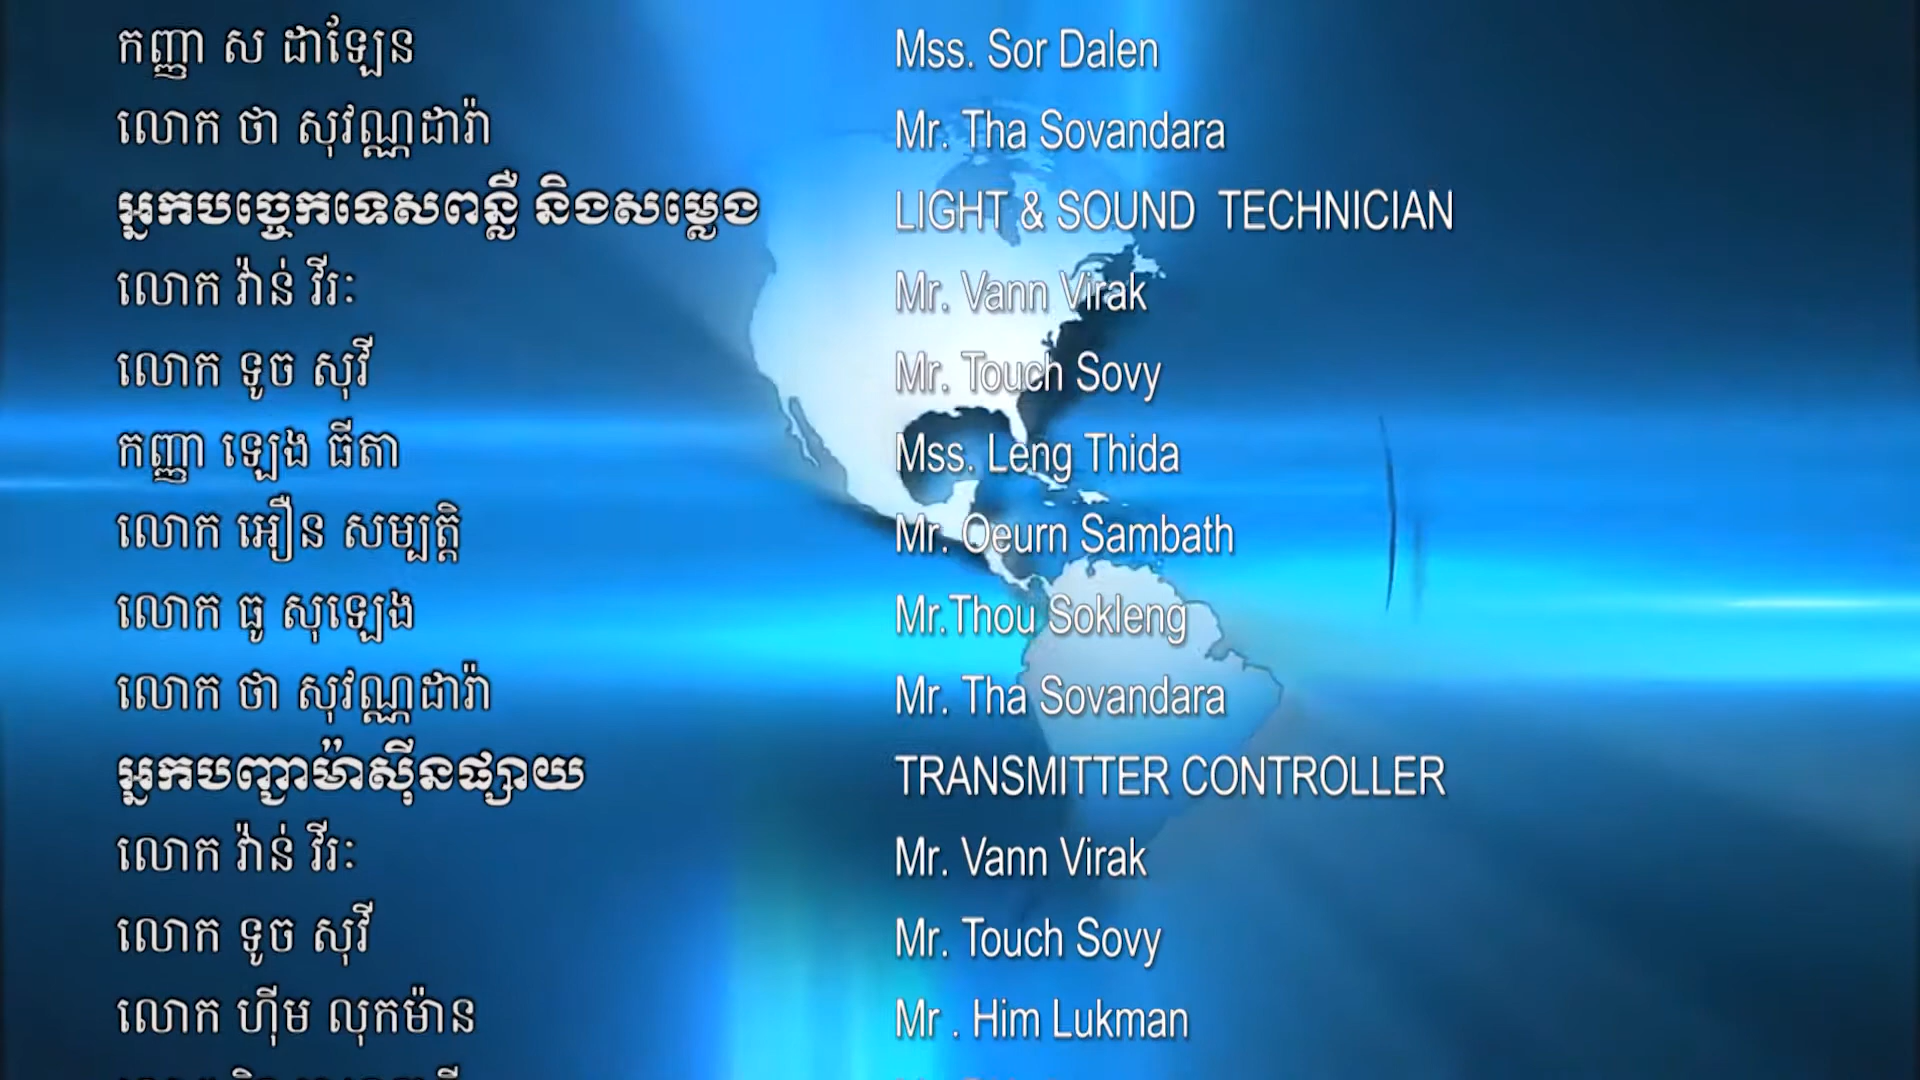 កញ្ញា ស ដាឡែន Mss. Sor Dalen
លោក ថា សុវណ្ណដារ៉ា Mr. Tha Sovandara
អ្នកបច្ចេកទេសពន្លឺ និងសម្លេង LIGHT & SOUND TECHNICIAN
លោក វ៉ាន់ វីរៈ Mr. Vann Virak
លោក ទូច សុវី Mr. Touch Sovy
កញ្ញា ឡេង ធីតា Mss. Leng Thida
លោក អឿន សម្បត្តិ Mr. Oeurn Sambath
លោក ធូ សុឡេង Mr.Thou Sokleng
លោក ថា សុវណ្ណដារ៉ា Mr. Tha Sovandara
អ្នកបញ្ជាម៉ាស៊ីនផ្សាយ TRANSMITTER CONTROLLER
លោក វ៉ាន់ វីរៈ Mr. Vann Virak
លោក ទូច សុវី Mr. Touch Sovy
លោក ហ៊ីម លុកម៉ាន Mr . Him Lukman